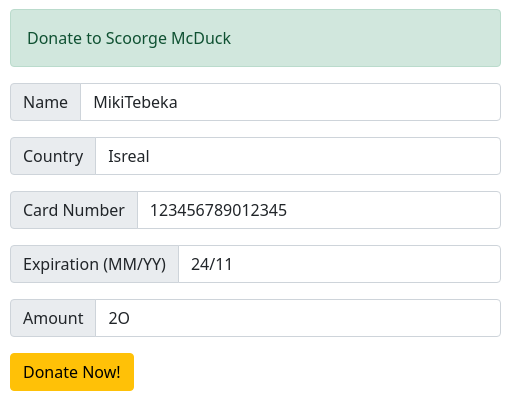 Donate to Scoorge McDuck
Name MikiTebeka
Country Isreal
Card Number 123456789012345
Expiration (MM/YY) 24/11
Amount 2O
Donate Now!